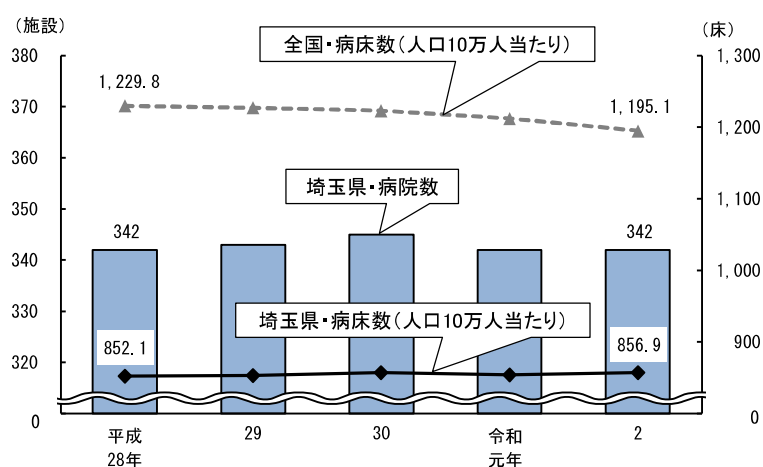 （施設）
（床）
380
370
360
350
340
330
320
0
1,300
1,200
1,100
1,000
900
800
0
全国・病床数（人口10万人当たり）
1,229.8
1,195.1
埼玉県・病院数
342
342
埼玉県・病床数（人口10万人当たり）
852.1
856.9
平成
28年
29
30
令和
元年
2